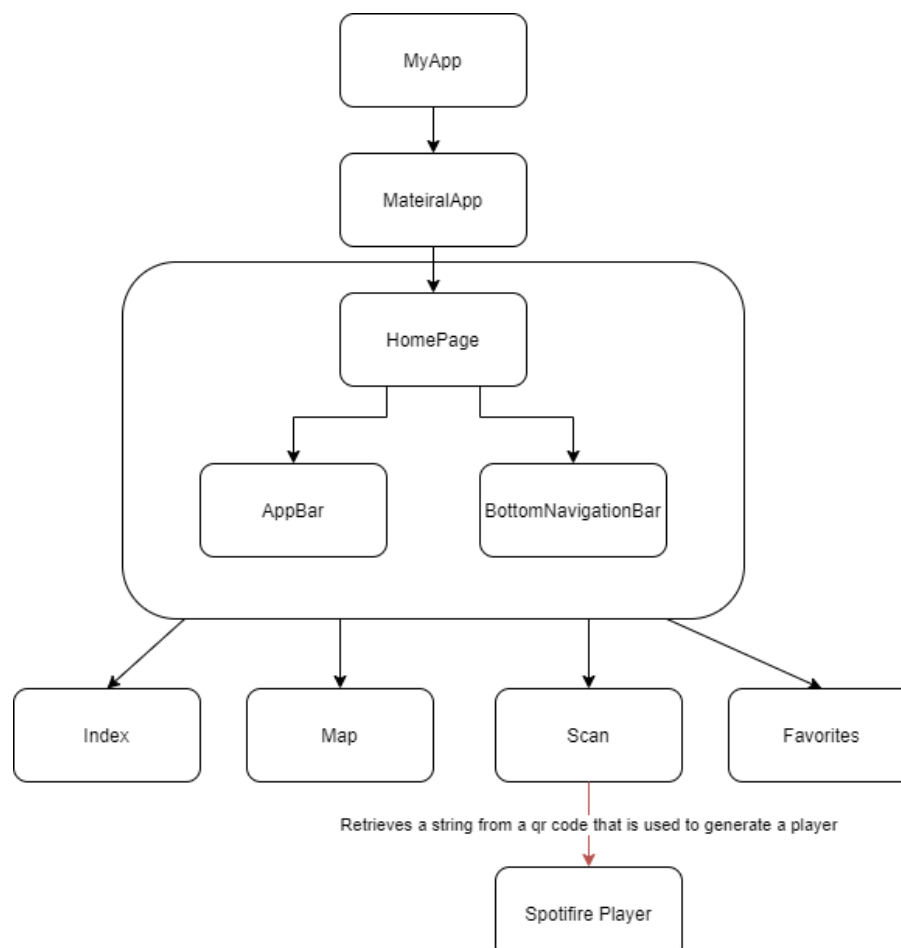 MyApp
MateiralApp
HomePage
AppBar
BottomNavigationBar
Index
Map
Scan
Favorites
Retrieves a string from a qr code that is used to generate a player
Spotifire Player